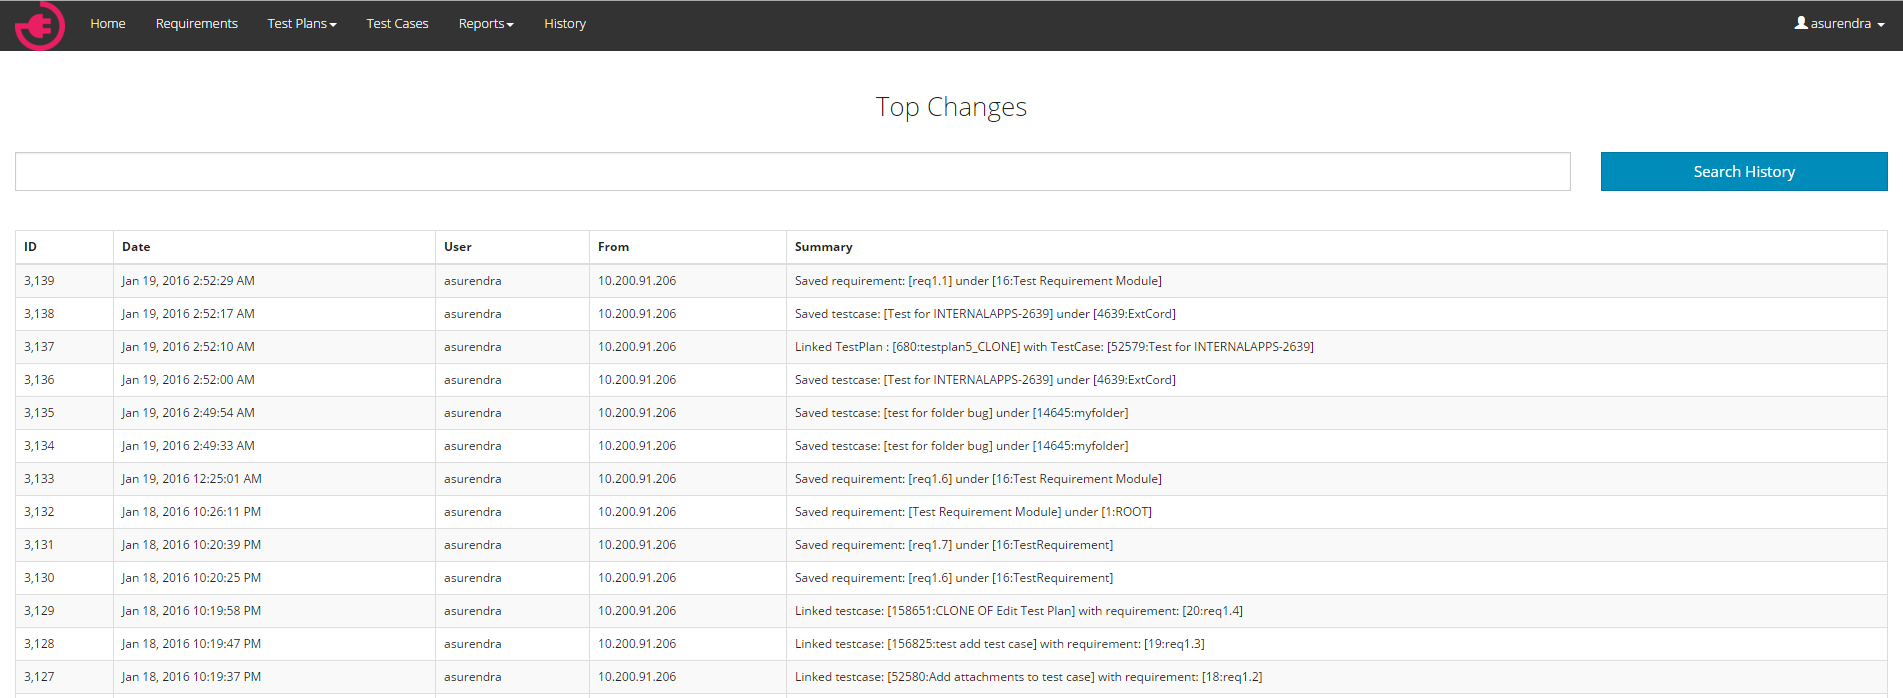 Home Requirements Test Plans Test Cases Reports History asurendra
Top Changes
Search History
ID Date User From Summary
3,139 Jan 19, 2016 2:52:29 AM asurendra 10.200.91.206 Saved requirement: [req1.1] under [16:Test Requirement Module]
3,138 Jan 19, 2016 2:52:17 AM asurendra 10.200.91.206 Saved testcase: [Test for INTERNALAPPS-2639] under [4639:ExtCord]
3,137 Jan 19, 2016 2:52:10 AM asurendra 10.200.91.206 Linked TestPlan : [680:testplan5_CLONE] with TestCase: [52579:Test for INTERNALAPPS-2639]
3,136 Jan 19, 2016 2:52:00 AM asurendra 10.200.91.206 Saved testcase: [Test for INTERNALAPPS-2639] under [4639:ExtCord]
3,135 Jan 19, 2016 2:49:54 AM asurendra 10.200.91.206 Saved testcase: [test for folder bug] under [14645:myfolder]
3,134 Jan 19, 2016 2:49:33 AM asurendra 10.200.91.206 Saved testcase: [test for folder bug] under [14645:myfolder]
3,133 Jan 19, 2016 12:25:01 AM asurendra 10.200.91.206 Saved requirement: [req1.6] under [16:Test Requirement Module]
3,132 Jan 18, 2016 10:26:11 PM asurendra 10.200.91.206 Saved requirement: [Test Requirement Module] under [1:ROOT]
3,131 Jan 18, 2016 10:20:39 PM asurendra 10.200.91.206 Saved requirement: [req1.7] under [16:TestRequirement]
3,130 Jan 18, 2016 10:20:25 PM asurendra 10.200.91.206 Saved requirement: [req1.6] under [16:TestRequirement]
3,129 Jan 18, 2016 10:19:58 PM asurendra 10.200.91.206 Linked testcase: [158651:CLONE OF Edit Test Plan] with requirement: [20:req1.4]
3,128 Jan 18, 2016 10:19:47 PM asurendra 10.200.91.206 Linked testcase: [156825:test add test case] with requirement: [19:req1.3]
3,127 Jan 18, 2016 10:19:37 PM asurendra 10.200.91.206 Linked testcase: [52580:Add attachments to test case] with requirement: [18:req1.2]